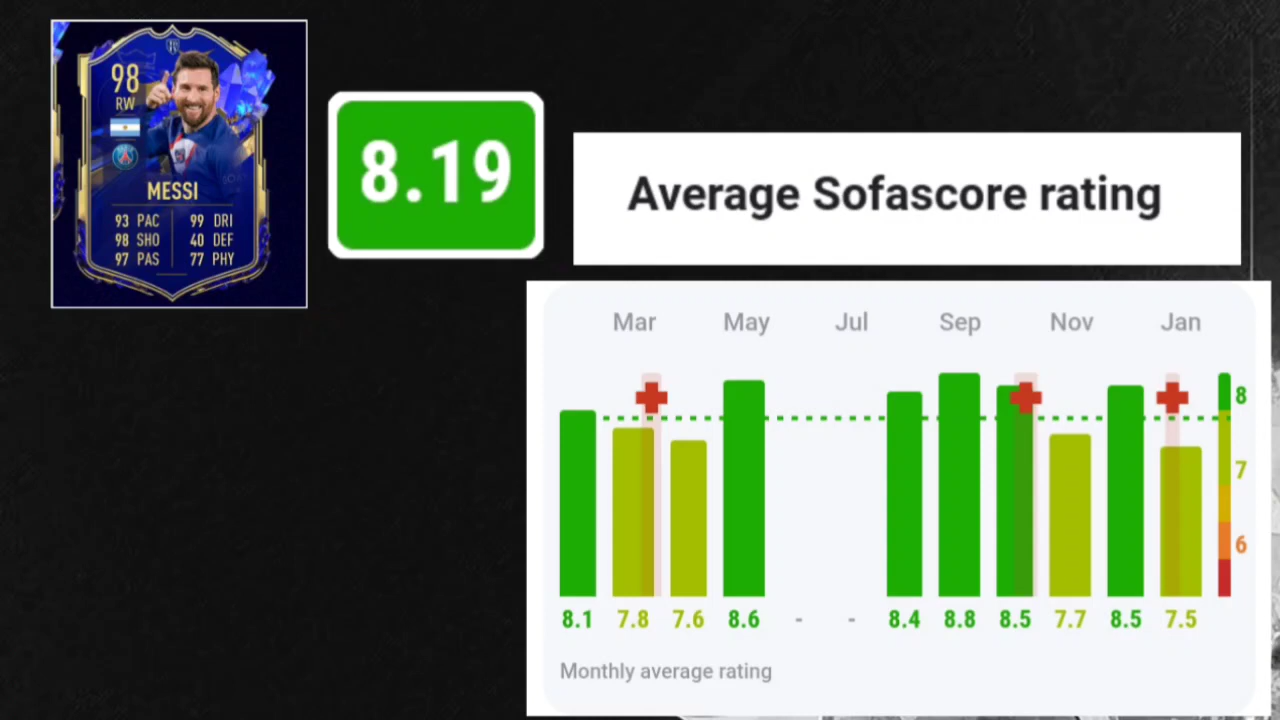 98
RW
MESSI
93 PAC 99 DRI
98 SHO 40 DEF
97 PAS 77 PHY
8.19
Average Sofascore rating
Mar May Jul Sep Nov Jan
8
7
6
8.1 7.8 7.6 8.6 - - 8.4 8.8 8.5 7.7 8.5 7.5
Monthly average rating